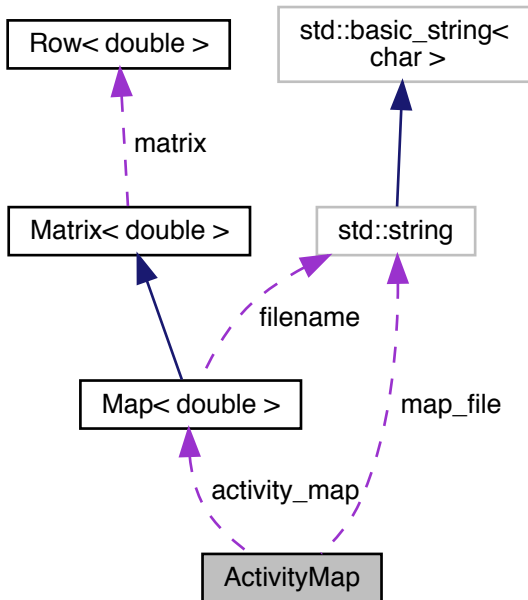 Row< double >
std::basic_string<
char >
matrix
Matrix< double >
std::string
filename
Map< double >
map_file
activity_map
ActivityMap